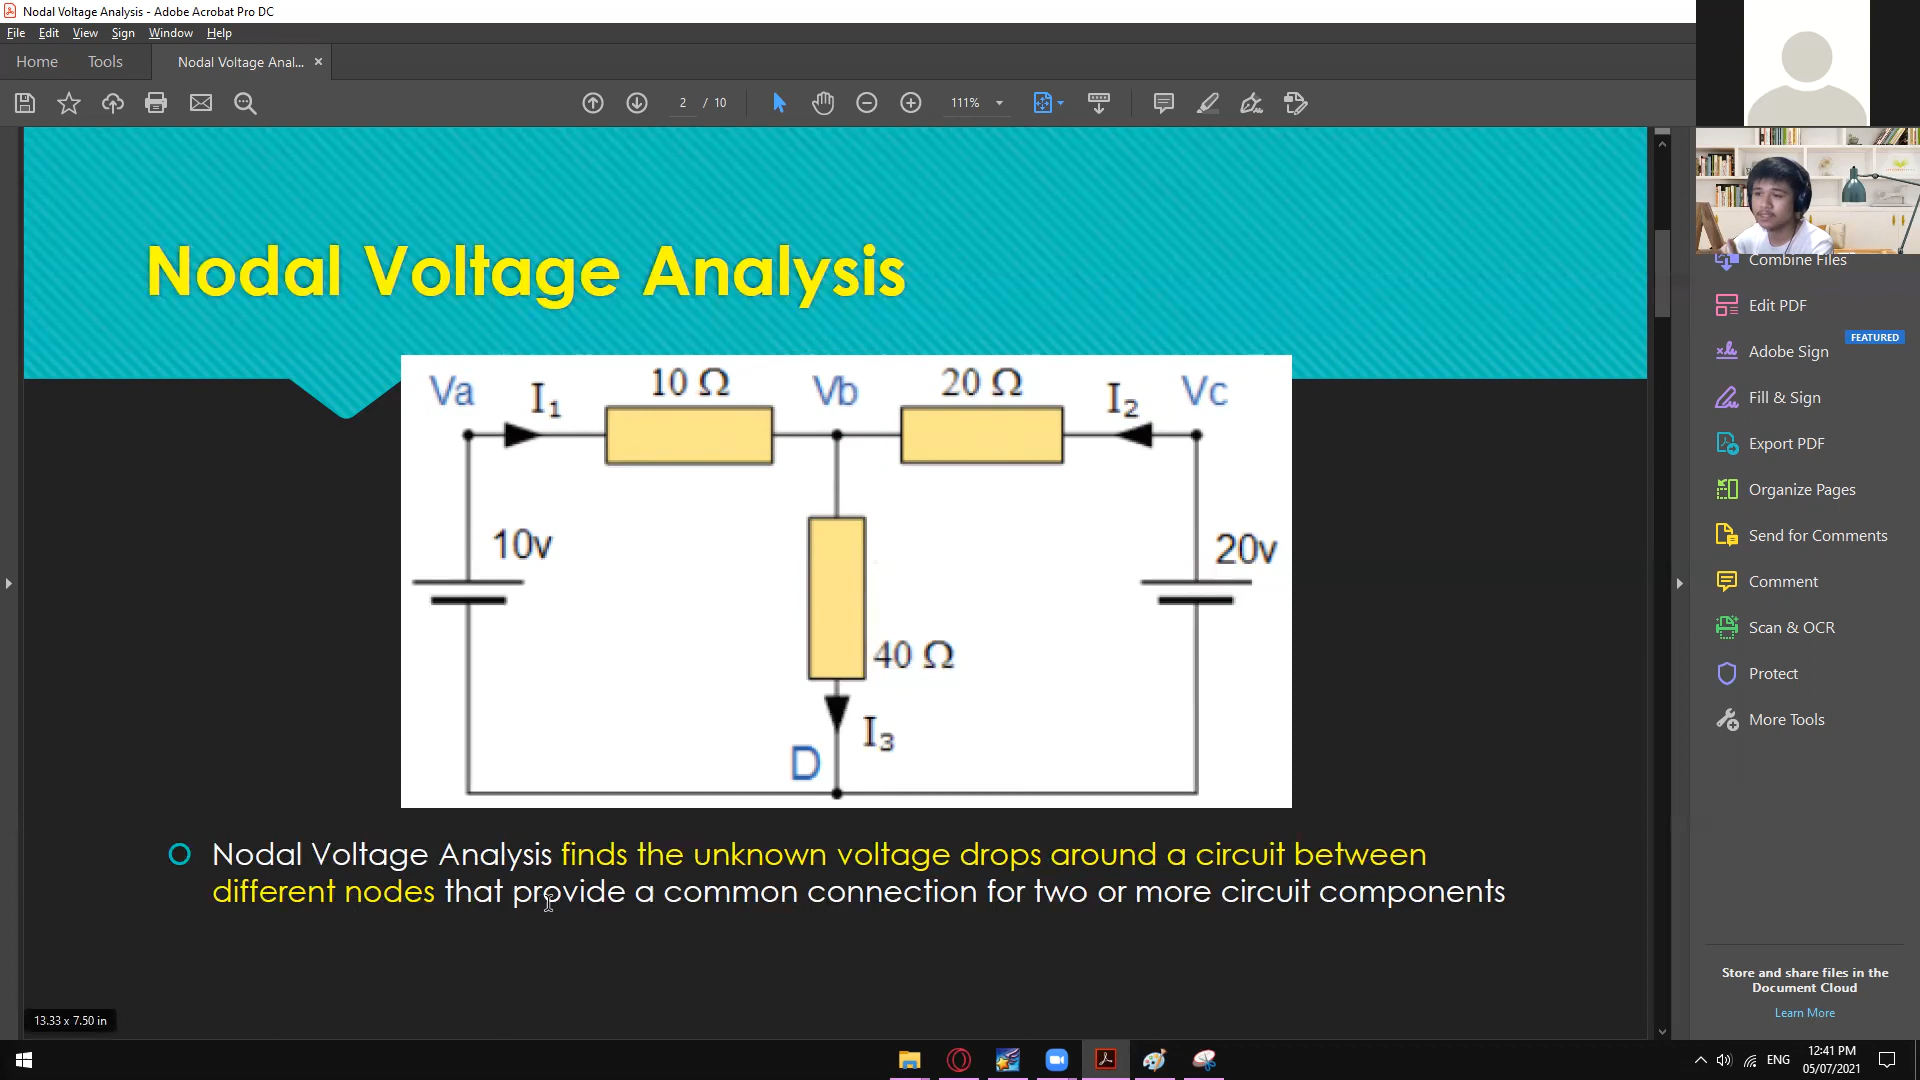 Nodal Voltage Analysis - Adobe Acrobat Pro DC
File Edit View Sign Window Help
Home Tools Nodal Voltage Anal... ×
2 / 10 111%
Nodal Voltage Analysis
Va I₁ 10 Ω Vb 20 Ω I₂ Vc
10v 20v
40 Ω
I₃
D
Nodal Voltage Analysis finds the unknown voltage drops around a circuit between
different nodes that provide a common connection for two or more circuit components
13.33 x 7.50 in
Combine Files
Edit PDF
FEATURED
Adobe Sign
Fill & Sign
Export PDF
Organize Pages
Send for Comments
Comment
Scan & OCR
Protect
More Tools
Store and share files in the
Document Cloud
Learn More
ENG
12:41 PM
05/07/2021